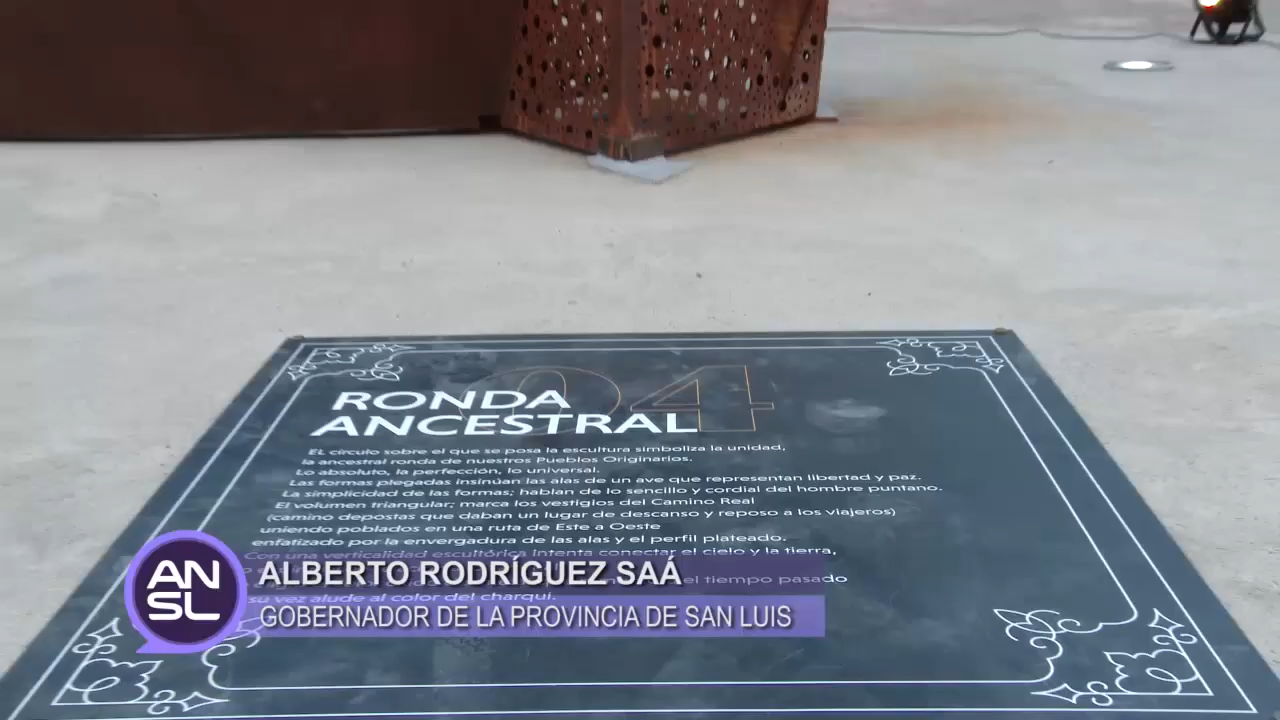 04
RONDA
ANCESTRAL
EL círculo sobre el que se posa la escultura simboliza la unidad,
la ancestral ronda de nuestros Pueblos Originarios.
Lo absoluto, la perfección, lo universal.
Las formas plegadas insinúan las alas de un ave que representan libertad y paz.
La simplicidad de las formas; hablan de lo sencillo y cordial del hombre puntano.
El volumen triangular; marca los vestigios del Camino Real
(camino depostas que daban un lugar de descanso y reposo a los viajeros)
uniendo poblados en una ruta de Este a Oeste
enfatizado por la envergadura de las alas y el perfil plateado.
Con una verticalidad escultórica intenta conectar el cielo y la tierra,
el tiempo pasado
su vez alude al color del charqui.
AN
SL
ALBERTO RODRÍGUEZ SAÁ
GOBERNADOR DE LA PROVINCIA DE SAN LUIS